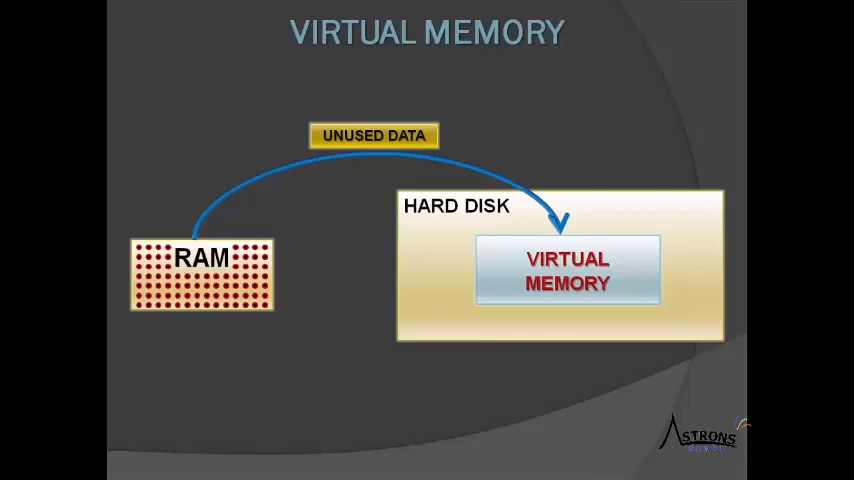 VIRTUAL MEMORY
UNUSED DATA
HARD DISK
RAM
VIRTUAL
MEMORY
ASTRONS